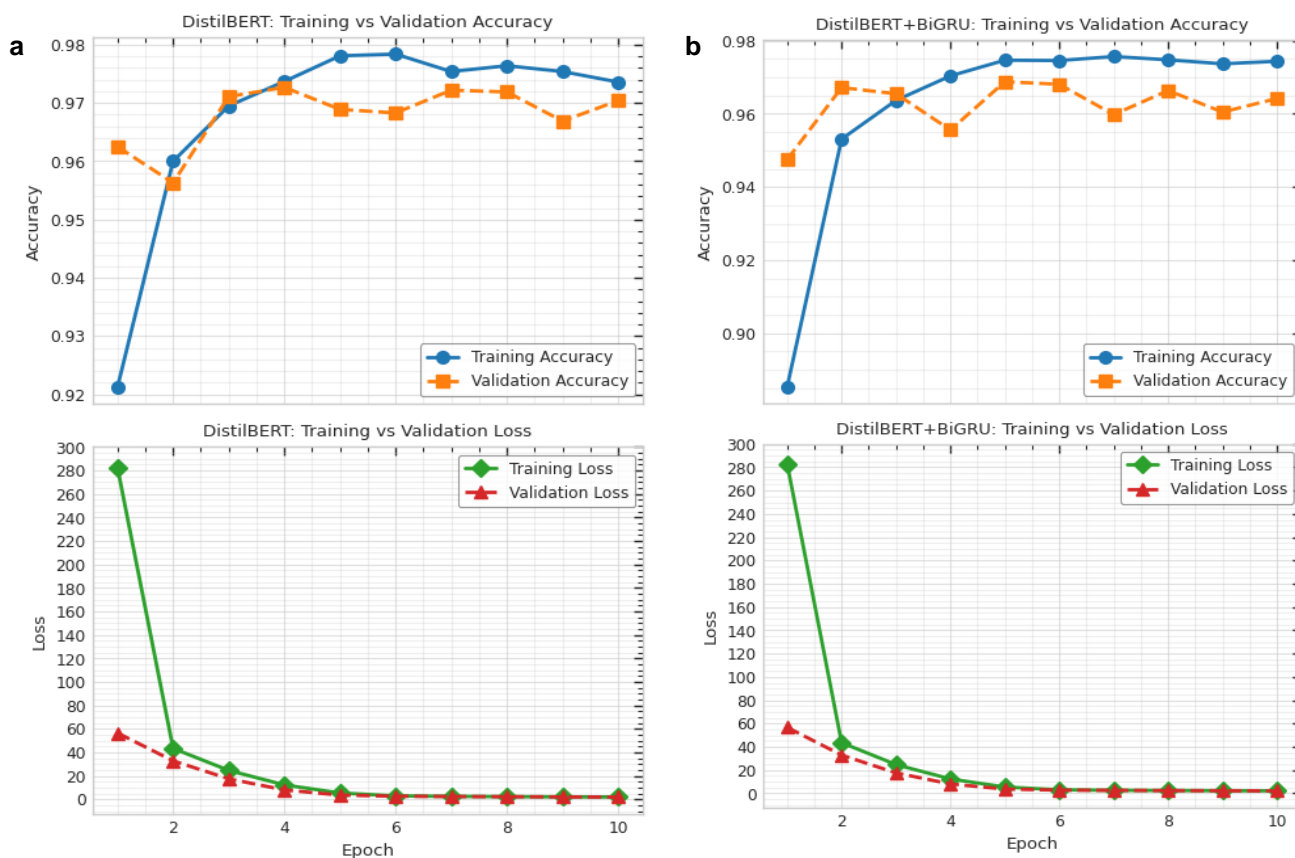 a
DistilBERT: Training vs Validation Accuracy
Accuracy
0.98
0.97
0.96
0.95
0.94
0.93
0.92
Training Accuracy
Validation Accuracy
DistilBERT: Training vs Validation Loss
Loss
300
280
260
240
220
200
180
160
140
120
100
80
60
40
20
0
Training Loss
Validation Loss
2 4 6 8 10
Epoch
b
DistilBERT+BiGRU: Training vs Validation Accuracy
Accuracy
0.98
0.96
0.94
0.92
0.90
Training Accuracy
Validation Accuracy
DistilBERT+BiGRU: Training vs Validation Loss
Loss
300
280
260
240
220
200
180
160
140
120
100
80
60
40
20
0
Training Loss
Validation Loss
2 4 6 8 10
Epoch